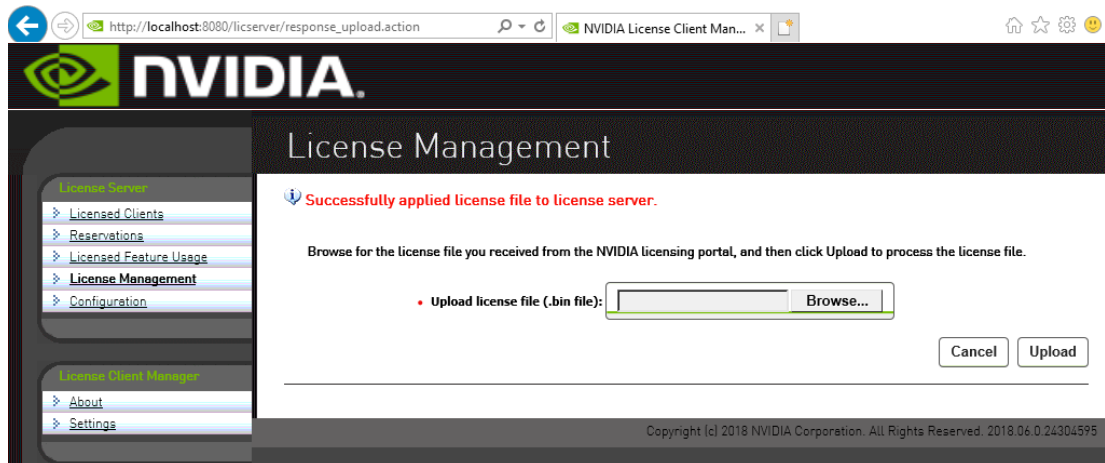 http://localhost:8080/licserver/response_upload.action
NVIDIA License Client Man...
NVIDIA.
License Management
License Server
Licensed Clients
Reservations
Licensed Feature Usage
License Management
Configuration
License Client Manager
About
Settings
Successfully applied license file to license server.
Browse for the license file you received from the NVIDIA licensing portal, and then click Upload to process the license file.
Upload license file (.bin file):
Browse...
Cancel
Upload
Copyright (c) 2018 NVIDIA Corporation. All Rights Reserved. 2018.06.0.24304595